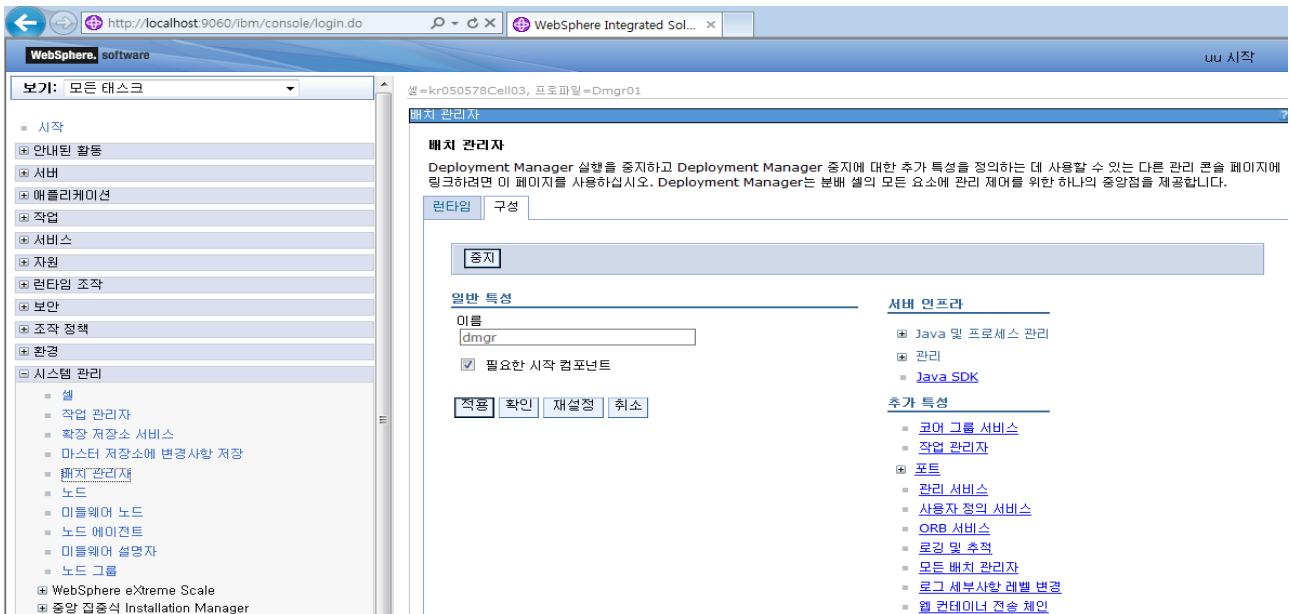 http://localhost:9060/ibm/console/login.do
WebSphere Integrated Sol...
WebSphere. software
uu 시작
보기: 모든 태스크
시작
안내된 활동
서버
애플리케이션
작업
서비스
자원
런타임 조작
보안
조작 정책
환경
시스템 관리
셀
작업 관리자
확장 저장소 서비스
마스터 저장소에 변경사항 저장
배치 관리자
노드
미들웨어 노드
노드 에이전트
미들웨어 설명자
노드 그룹
WebSphere eXtreme Scale
중앙 집중식 Installation Manager
셀=kr050578Cell03, 프로파일=Dmgr01
배치 관리자
?
배치 관리자
Deployment Manager 실행을 중지하고 Deployment Manager 중지에 대한 추가 특성을 정의하는 데 사용할 수 있는 다른 관리 콘솔 페이지에
링크하려면 이 페이지를 사용하십시오. Deployment Manager는 분배 셀의 모든 요소에 관리 제어를 위한 하나의 중앙점을 제공합니다.
런타임 구성
중지
일반 특성
이름
dmgr
필요한 시작 컴포넌트
적용 확인 재설정 취소
서버 인프라
Java 및 프로세스 관리
관리
Java SDK
추가 특성
코어 그룹 서비스
작업 관리자
포트
관리 서비스
사용자 정의 서비스
ORB 서비스
로깅 및 추적
모든 배치 관리자
로그 세부사항 레벨 변경
웹 컨테이너 전송 체인